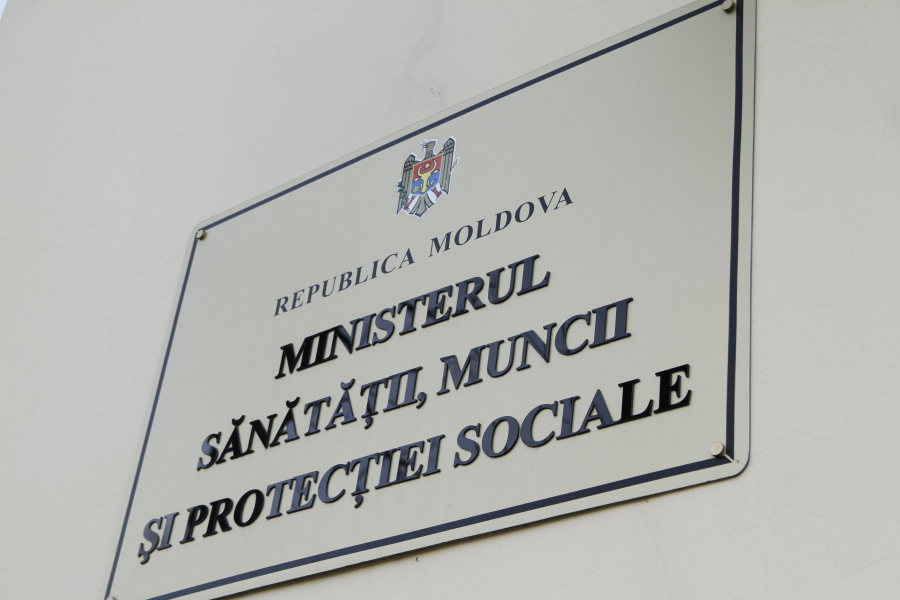 REPUBLICA MOLDOVA
MINISTERUL
SĂNĂTĂȚII, MUNCII
ȘI PROTECȚIEI SOCIALE